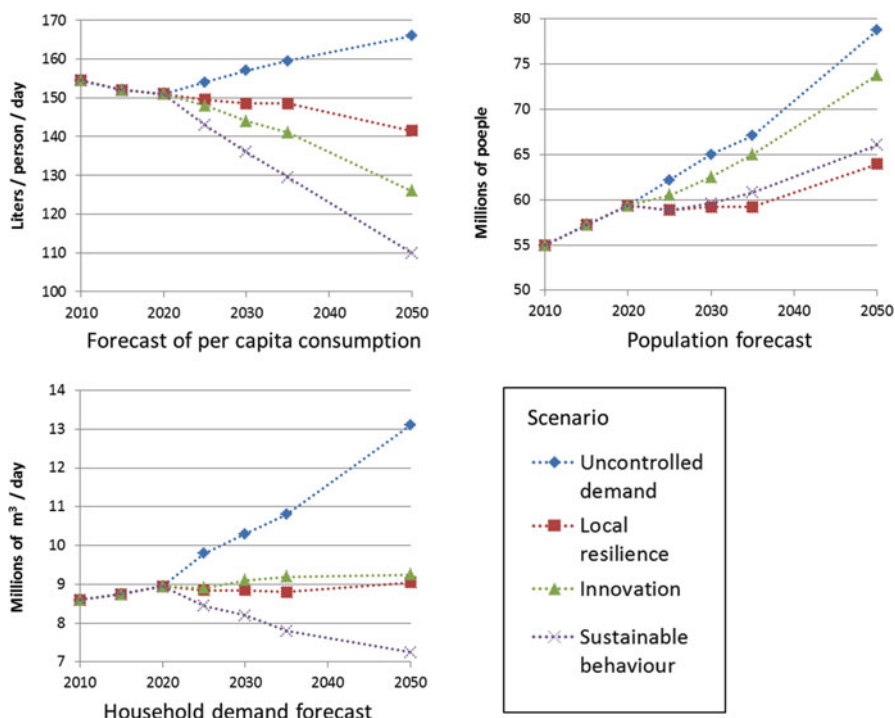 170
160
150
140
130
120
110
100
Liters / person / day
2010 2020 2030 2040 2050
Forecast of per capita consumption
80
75
70
65
60
55
50
Millions of poeple
2010 2020 2030 2040 2050
Population forecast
14
13
12
11
10
9
8
7
Millions of m³ / day
2010 2020 2030 2040 2050
Household demand forecast
Scenario
Uncontrolled
demand
Local
resilience
Innovation
Sustainable
behaviour